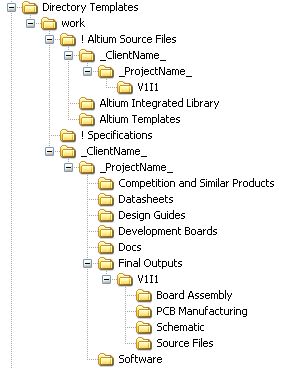 Directory Templates
work
! Altium Source Files
_ClientName_
_ProjectName_
V1I1
Altium Integrated Library
Altium Templates
! Specifications
_ClientName_
_ProjectName_
Competition and Similar Products
Datasheets
Design Guides
Development Boards
Docs
Final Outputs
V1I1
Board Assembly
PCB Manufacturing
Schematic
Source Files
Software